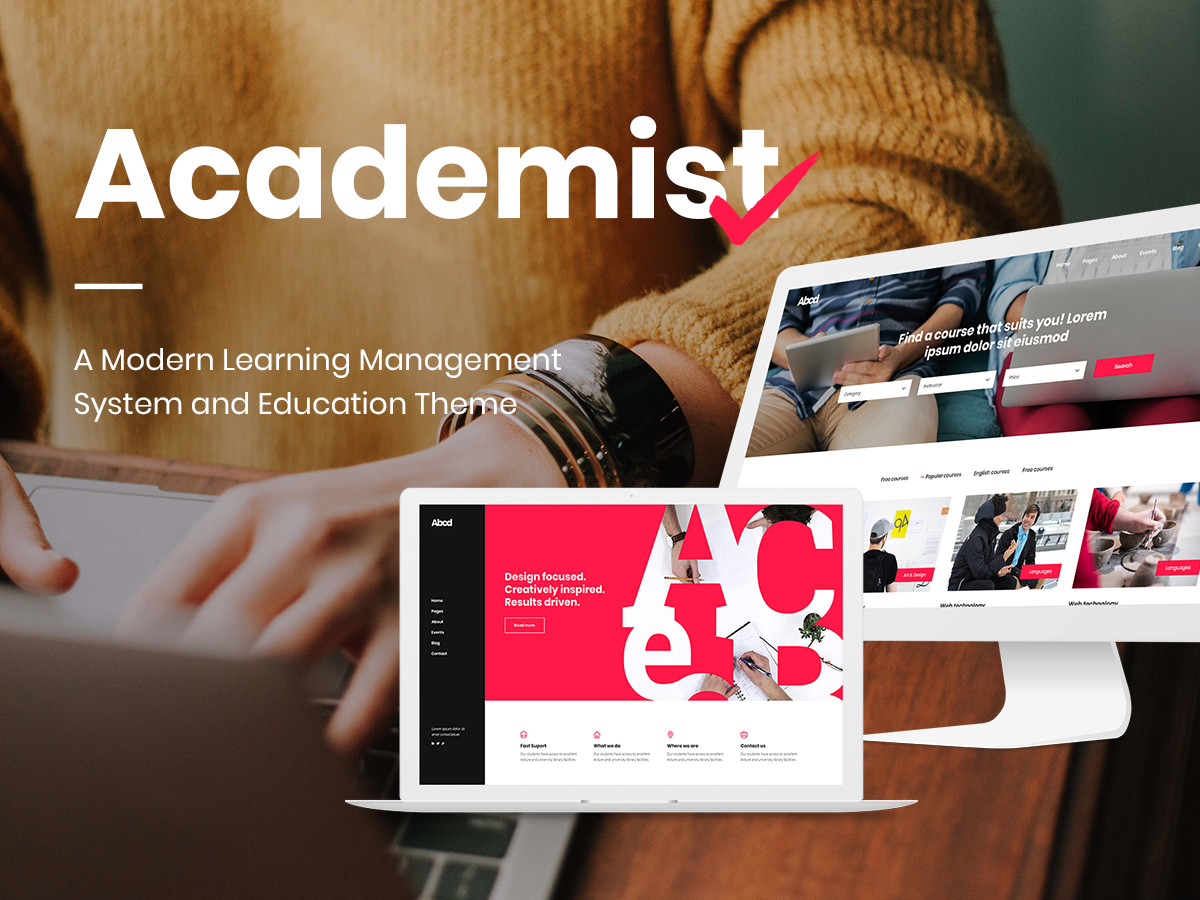 Academist
A Modern Learning Management
System and Education Theme
Abcd
Home
Pages
About
Events
Blog
Find a course that suits you! Lorem
ipsum dolor sit eiusmod
Category
Instructor
Price
Search
Free courses
Popular courses
English courses
Free courses
Art & Design
Languages
Languages
Web technology
Web technology
Abcd
Home
Pages
About
Events
Blog
Contact
Lorem ipsum dolor sit
amet consectetuer
Design focused.
Creatively inspired.
Results driven.
Read more
AC
eB
Fast Suport
Our students have access to excellent
lecture and university library facilities.
What we do
Our students have access to excellent
lecture and university library facilities.
Where we are
Our students have access to excellent
lecture and university library facilities.
Contact us
Our students have access to excellent
lecture and university library facilities.